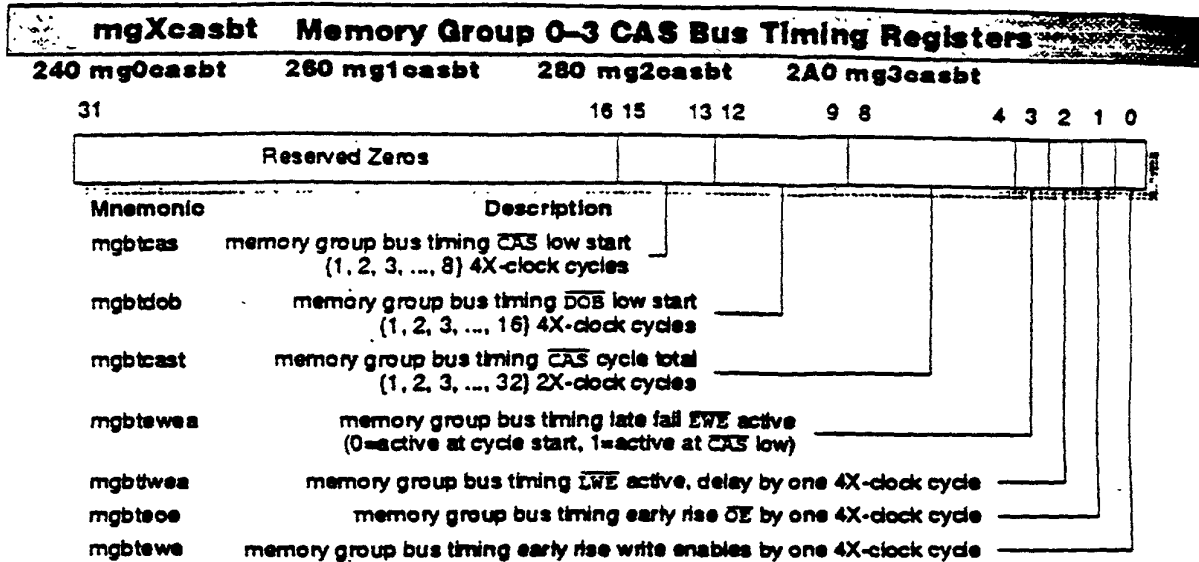 mgXcasbt Memory Group 0–3 CAS Bus Timing Registers
240 mg0casbt 260 mg1casbt 280 mg2casbt 2A0 mg3casbt
31 16 15 13 12 9 8 4 3 2 1 0
Reserved Zeros
Mnemonic Description
mgbtcas memory group bus timing CAS low start
(1, 2, 3, ..., 8) 4X-clock cycles
mgbtdob memory group bus timing DOB low start
(1, 2, 3, ..., 16) 4X-clock cycles
mgbtcast memory group bus timing CAS cycle total
(1, 2, 3, ..., 32) 2X-clock cycles
mgbtewea memory group bus timing late fall EWE active
(0=active at cycle start, 1=active at CAS low)
mgbtlwea memory group bus timing LWE active, delay by one 4X-clock cycle
mgbteoe memory group bus timing early rise OE by one 4X-clock cycle
mgbtewe memory group bus timing early rise write enables by one 4X-clock cycle